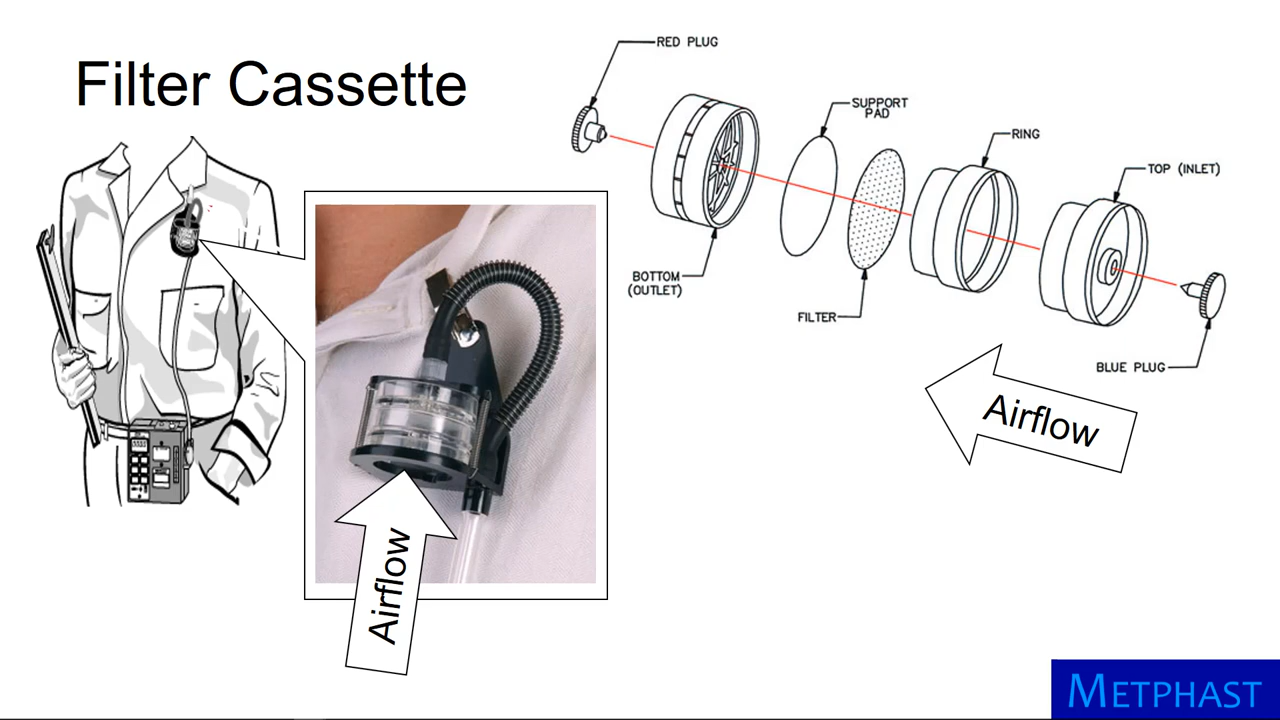 Filter Cassette
RED PLUG
SUPPORT
PAD
RING
TOP (INLET)
BOTTOM
(OUTLET)
FILTER
BLUE PLUG
Airflow
Airflow
METPHAST